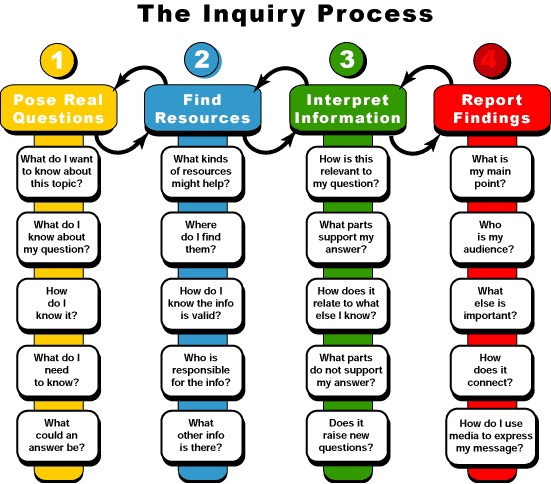 The Inquiry Process
1
Pose Real
Questions
What do I want
to know about
this topic?
What do I
know about
my question?
How
do I
know it?
What do I
need
to know?
What
could an
answer be?
2
Find
Resources
What kinds
of resources
might help?
Where
do I find
them?
How do I
know the info
is valid?
Who is
responsible
for the info?
What
other info
is there?
3
Interpret
Information
How is this
relevant to
my question?
What parts
support my
answer?
How does it
relate to what
else I know?
What parts
do not support
my answer?
Does it
raise new
questions?
4
Report
Findings
What is
my main
point?
Who
is my
audience?
What
else is
important?
How
does it
connect?
How do I use
media to express
my message?